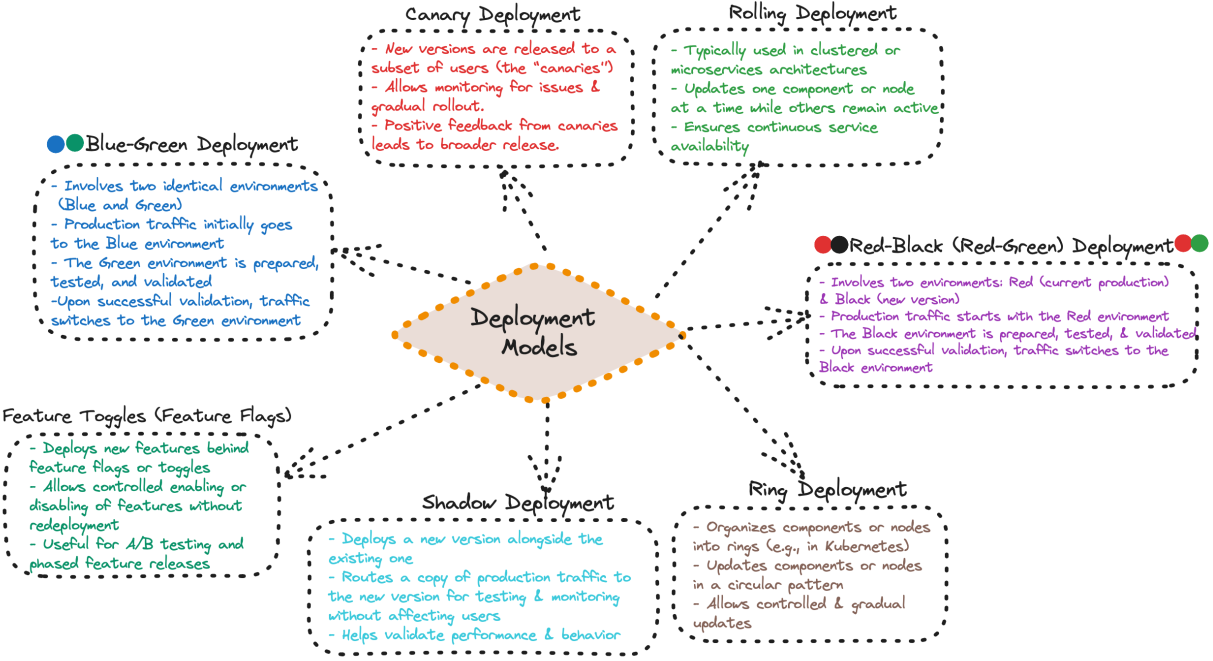 Canary Deployment
- New versions are released to a
subset of users (the “canaries”)
- Allows monitoring for issues &
gradual rollout.
- Positive feedback from canaries
leads to broader release.
Rolling Deployment
- Typically used in clustered or
microservices architectures
- Updates one component or node
at a time while others remain active
- Ensures continuous service
availability
Blue-Green Deployment
- Involves two identical environments
(Blue and Green)
- Production traffic initially goes
to the Blue environment
- The Green environment is prepared,
tested, and validated
-Upon successful validation, traffic
switches to the Green environment
Red-Black (Red-Green) Deployment
- Involves two environments: Red (current production)
& Black (new version)
- Production traffic starts with the Red environment
- The Black environment is prepared, tested, & validated
- Upon successful validation, traffic switches to the
Black environment
Deployment
Models
Feature Toggles (Feature Flags)
- Deploys new features behind
feature flags or toggles
- Allows controlled enabling or
disabling of features without
redeployment
- Useful for A/B testing and
phased feature releases
Shadow Deployment
- Deploys a new version alongside the
existing one
- Routes a copy of production traffic to
the new version for testing & monitoring
without affecting users
- Helps validate performance & behavior
Ring Deployment
- Organizes components or nodes
into rings (e.g., in Kubernetes)
- Updates components or nodes
in a circular pattern
- Allows controlled & gradual
updates